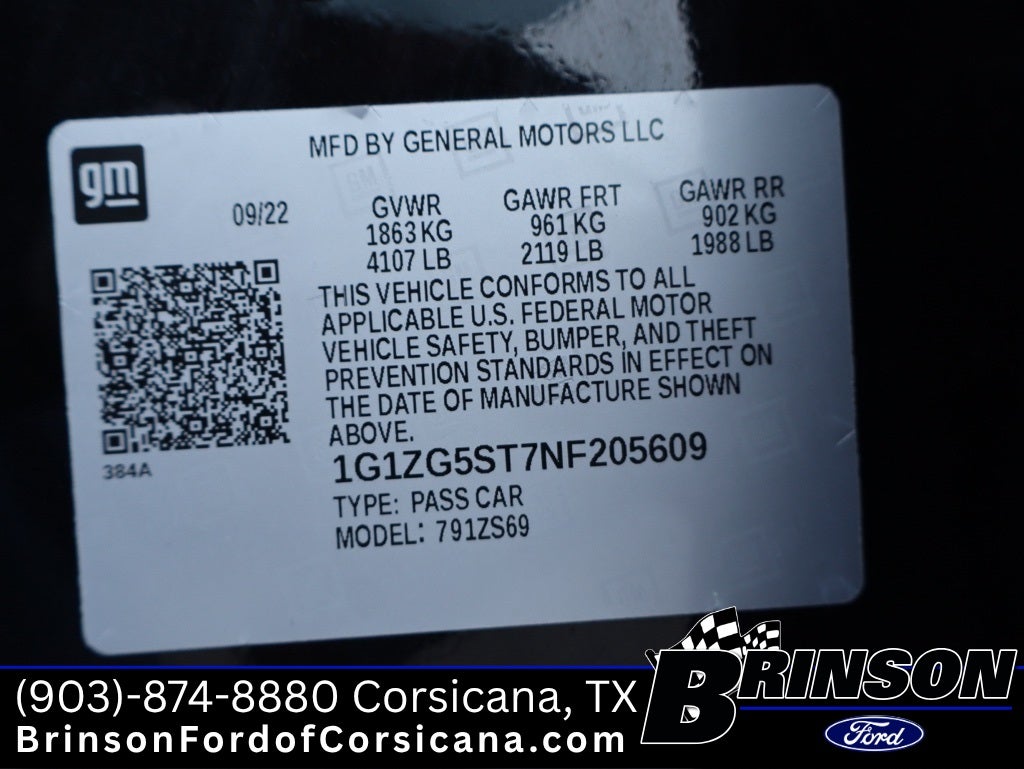 MFD BY GENERAL MOTORS LLC
gm
09/22
GVWR
1863 KG
4107 LB
GAWR FRT
961 KG
2119 LB
GAWR RR
902 KG
1988 LB
THIS VEHICLE CONFORMS TO ALL
APPLICABLE U.S. FEDERAL MOTOR
VEHICLE SAFETY, BUMPER, AND THEFT
PREVENTION STANDARDS IN EFFECT ON
THE DATE OF MANUFACTURE SHOWN
ABOVE.
384A
1G1ZG5ST7NF205609
TYPE: PASS CAR
MODEL: 791ZS69
(903)-874-8880 Corsicana, TX
BrinsonFordofCorsicana.com
BRINSON
Ford